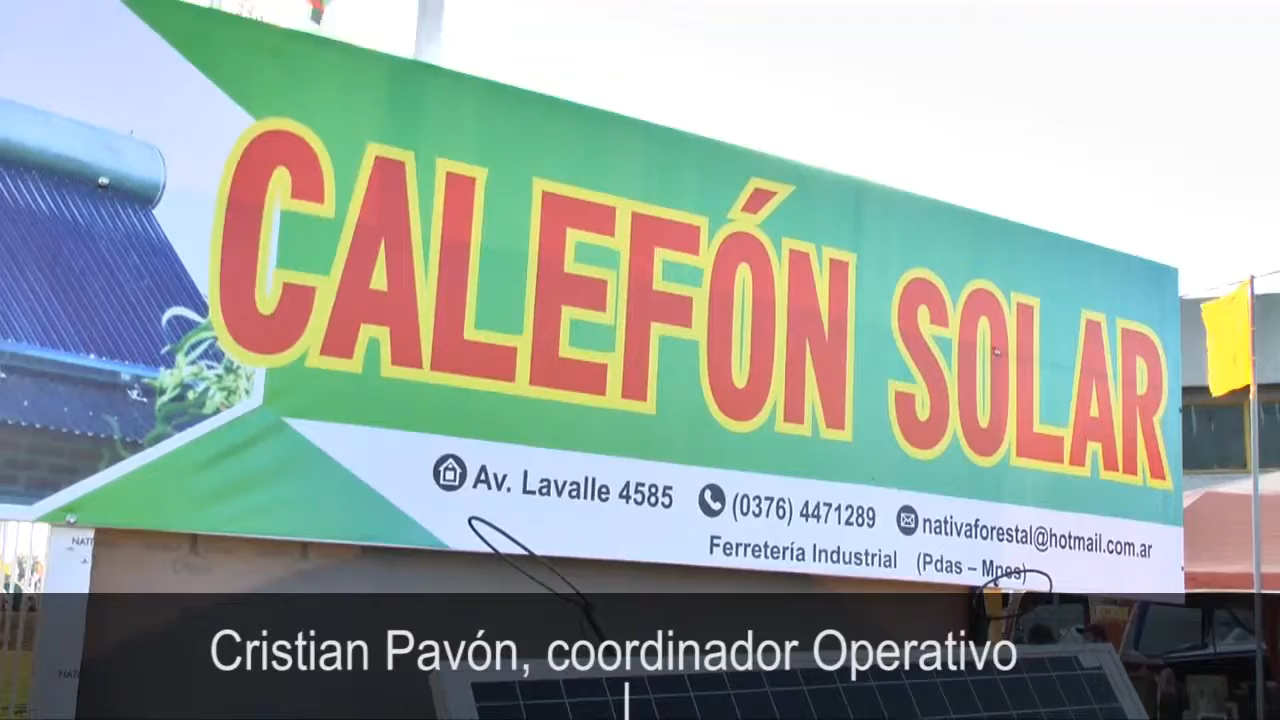 CALEFÓN SOLAR
Av. Lavalle 4585 (0376) 4471289 nativaforestal@hotmail.com.ar
Ferretería Industrial (Pdas – Mnes)
Cristian Pavón, coordinador Operativo